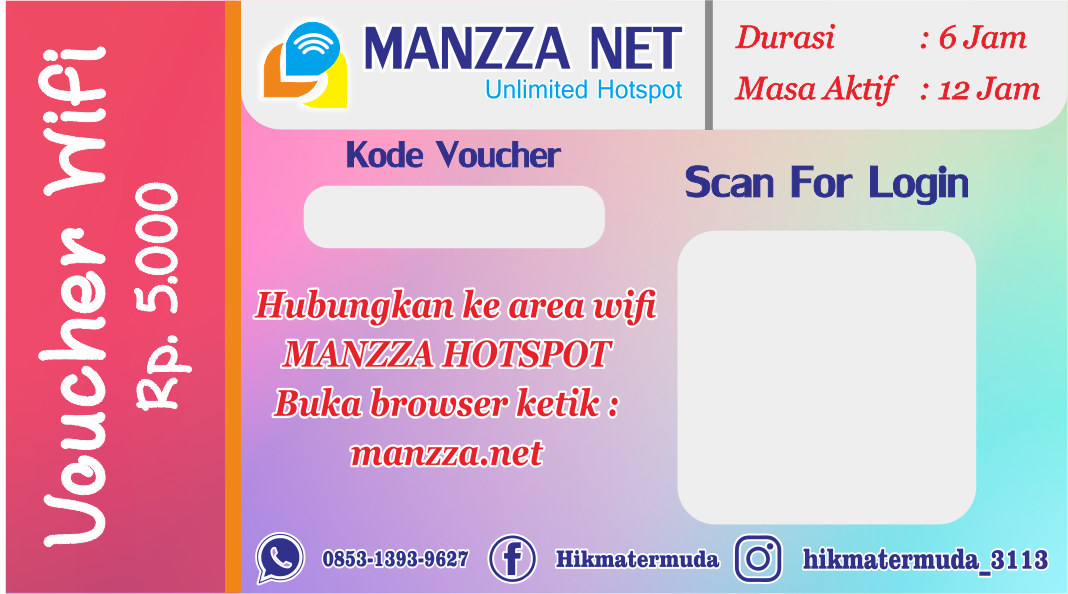 Voucher Wifi
Rp. 5.000
MANZZA NET
Unlimited Hotspot
Durasi : 6 Jam
Masa Aktif : 12 Jam
Kode Voucher
Scan For Login
Hubungkan ke area wifi
MANZZA HOTSPOT
Buka browser ketik :
manzza.net
0853-1393-9627
Hikmatermuda
hikmatermuda_3113